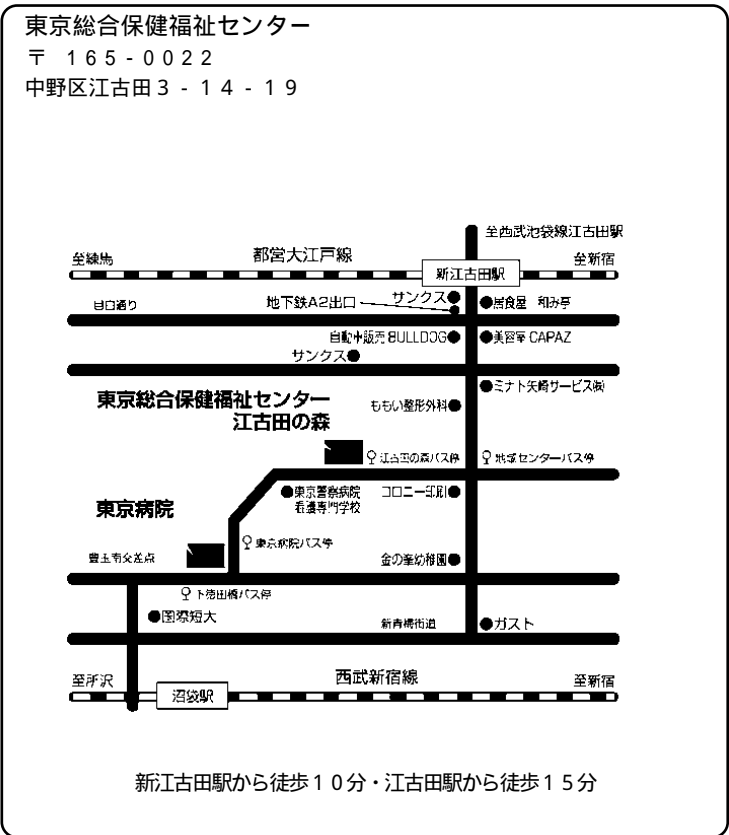 東京総合保健福祉センター
〒 165-0022
中野区江古田3-14-19
至西武池袋線江古田駅
至練馬
都営大江戸線
至新宿
新江古田駅
目白通り
地下鉄A2出口
サンクス
居食屋 和み亭
自動車販売 BULLDOG
美容室 CAPAZ
サンクス
ミナト矢崎サービス㈱
東京総合保健福祉センター
江古田の森
ももい整形外科
江古田の森バス停
地域センターバス停
東京警察病院
看護専門学校
コロニー印刷
東京病院
東京病院バス停
豊玉南交差点
金の峯幼稚園
下徳田橋バス停
国際短大
新青梅街道
ガスト
至所沢
西武新宿線
至新宿
沼袋駅
新江古田駅から徒歩10分・江古田駅から徒歩15分